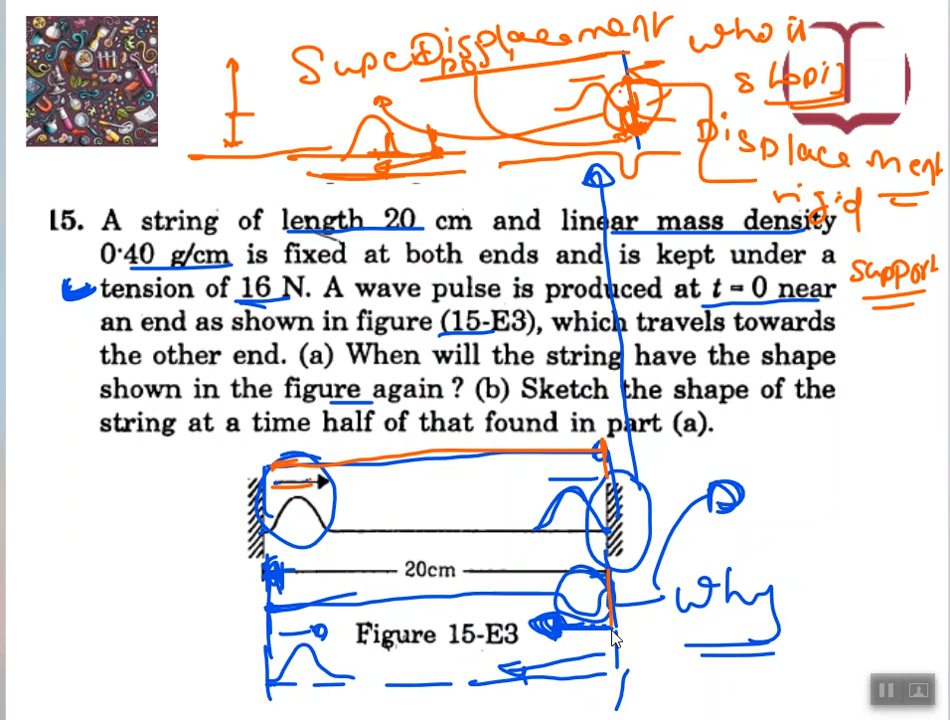 Displacement who is
Super pos
Displacement
rigid
support
15. A string of length 20 cm and linear mass density
0·40 g/cm is fixed at both ends and is kept under a
tension of 16 N. A wave pulse is produced at t = 0 near
an end as shown in figure (15-E3), which travels towards
the other end. (a) When will the string have the shape
shown in the figure again ? (b) Sketch the shape of the
string at a time half of that found in part (a).
20cm
why
Figure 15-E3